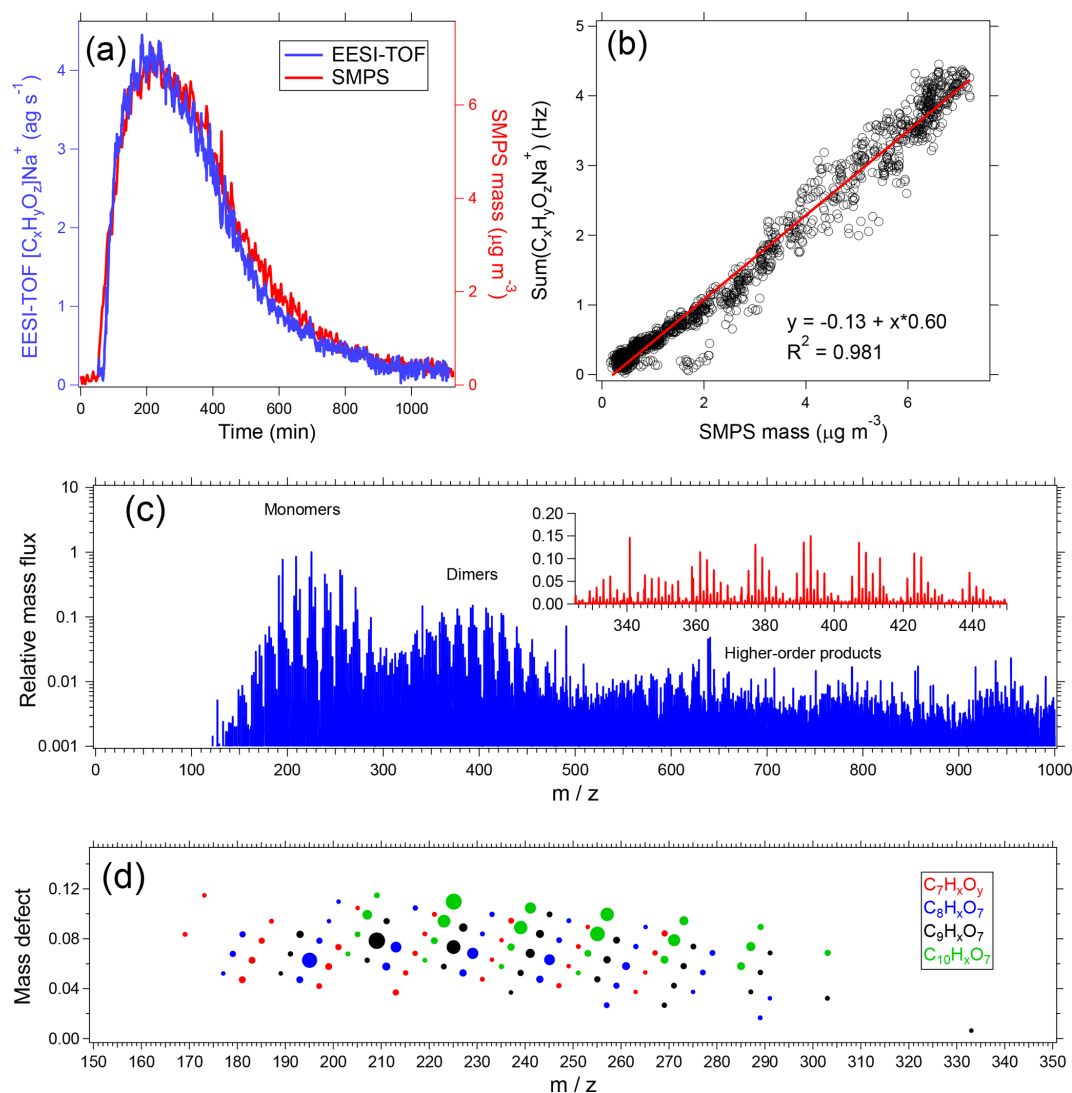 (a)
EESI-TOF
SMPS
EESI-TOF [CxHyOz]Na+ (ag s-1)
4
3
2
1
0
SMPS mass (µg m-3)
6
4
2
0
0 200 400 600 800 1000
Time (min)
(b)
Sum(CxHyOzNa+) (Hz)
5
4
3
2
1
0
y = -0.13 + x*0.60
R2 = 0.981
0 2 4 6
SMPS mass (µg m-3)
(c)
Relative mass flux
10
1
0.1
0.01
0.001
Monomers
Dimers
Higher-order products
0.20
0.15
0.10
0.05
0.00
340 360 380 400 420 440
0 100 200 300 400 500 600 700 800 900 1000
m / z
(d)
Mass defect
0.12
0.08
0.04
0.00
C7HxOy
C8HxO7
C9HxO7
C10HxO7
150 160 170 180 190 200 210 220 230 240 250 260 270 280 290 300 310 320 330 340 350
m / z